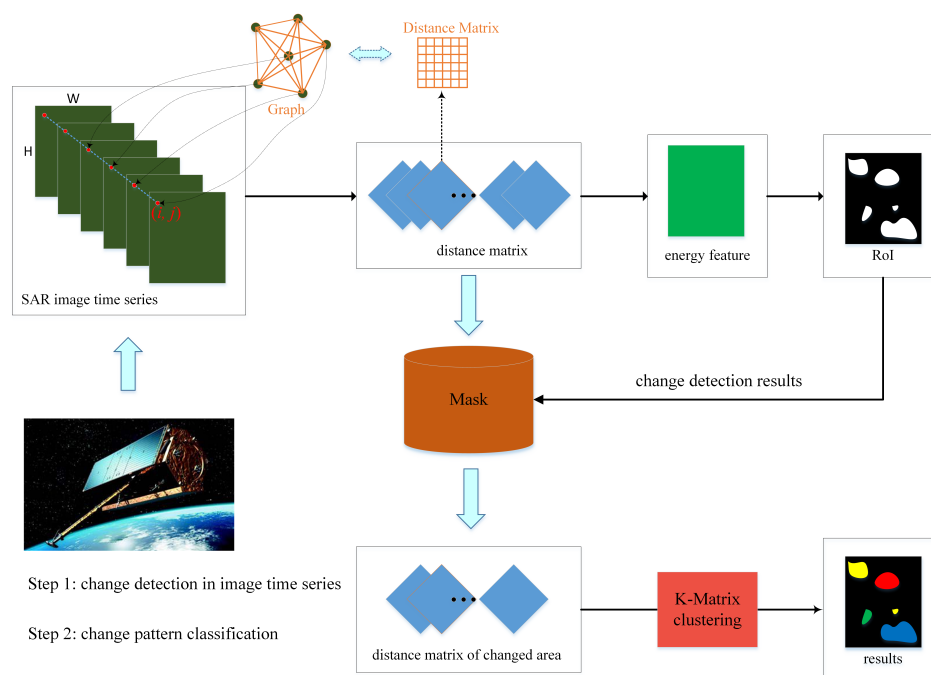 Distance Matrix
Graph
W
H
(i, j)
SAR image time series
distance matrix
energy feature
RoI
Mask
change detection results
Step 1: change detection in image time series
Step 2: change pattern classification
distance matrix of changed area
K-Matrix
clustering
results